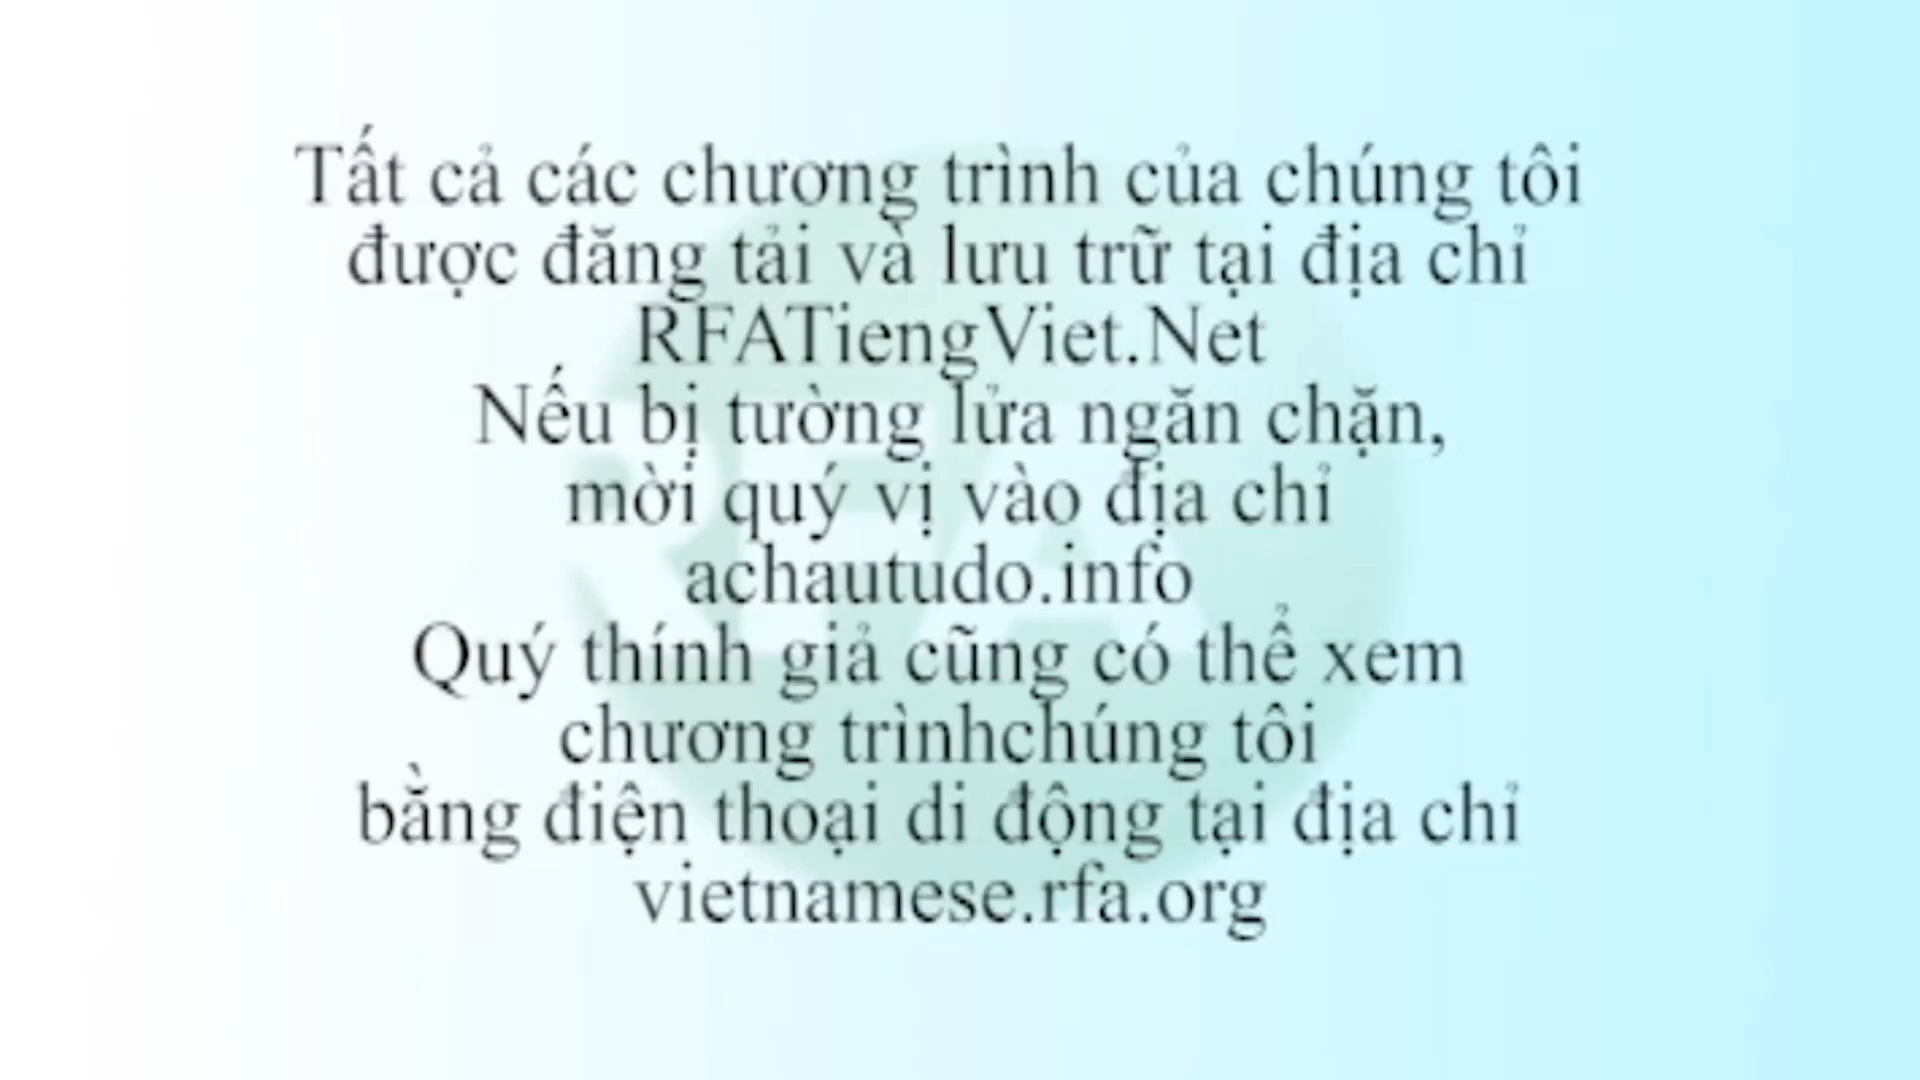 Tất cả các chương trình của chúng tôi
được đăng tải và lưu trữ tại địa chỉ
RFATiengViet.Net
Nếu bị tường lửa ngăn chặn,
mời quý vị vào địa chỉ
achautudo.info
Quý thính giả cũng có thể xem
chương trìnhchúng tôi
bằng điện thoại di động tại địa chỉ
vietnamese.rfa.org
RFA